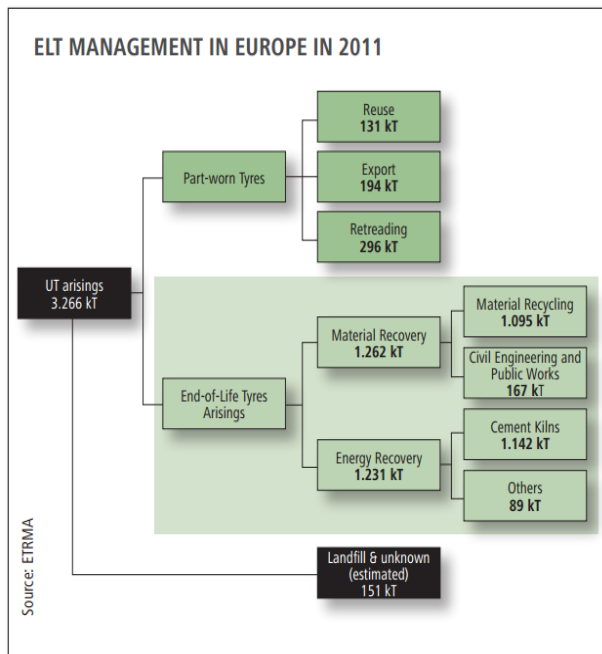 ELT MANAGEMENT IN EUROPE IN 2011
Reuse
131 kT
Part-worn Tyres
Export
194 kT
Retreading
296 kT
UT arisings
3.266 kT
Material Recycling
1.095 kT
Material Recovery
1.262 kT
Civil Engineering and
Public Works
167 kT
End-of-Life Tyres
Arisings
Cement Kilns
1.142 kT
Energy Recovery
1.231 kT
Others
89 kT
Landfill & unknown
(estimated)
151 kT
Source: ETRMA